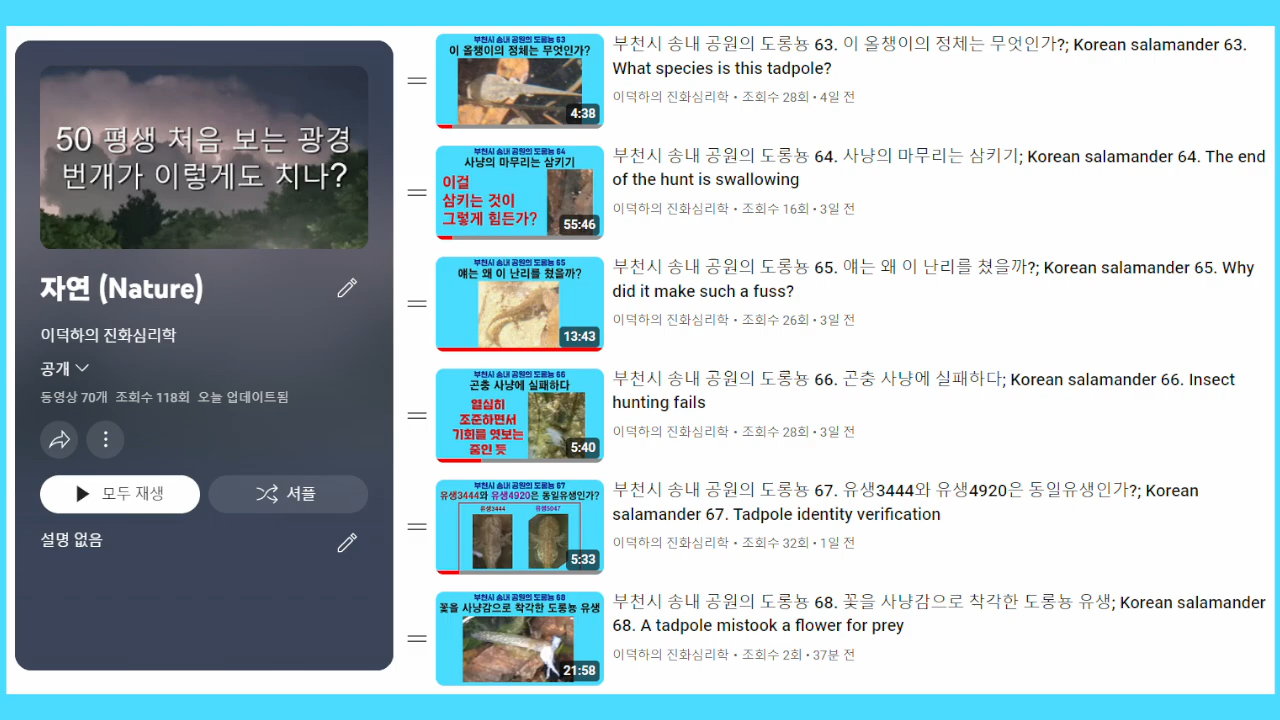 50 평생 처음 보는 광경
번개가 이렇게도 치나?
자연 (Nature)
이덕하의 진화심리학
공개
동영상 70개 조회수 118회 오늘 업데이트됨
모두 재생
셔플
설명 없음
부천시 송내 공원의 도롱뇽 63
이 올챙이의 정체는 무엇인가?
4:38
부천시 송내 공원의 도롱뇽 63. 이 올챙이의 정체는 무엇인가?; Korean salamander 63.
What species is this tadpole?
이덕하의 진화심리학 • 조회수 28회 • 4일 전
부천시 송내 공원의 도롱뇽 64
사냥의 마무리는 삼키기
이걸
삼키는 것이
그렇게 힘든가?
55:46
부천시 송내 공원의 도롱뇽 64. 사냥의 마무리는 삼키기; Korean salamander 64. The end
of the hunt is swallowing
이덕하의 진화심리학 • 조회수 16회 • 3일 전
부천시 송내 공원의 도롱뇽 65
얘는 왜 이 난리를 쳤을까?
13:43
부천시 송내 공원의 도롱뇽 65. 얘는 왜 이 난리를 쳤을까?; Korean salamander 65. Why
did it make such a fuss?
이덕하의 진화심리학 • 조회수 26회 • 3일 전
부천시 송내 공원의 도롱뇽 66
곤충 사냥에 실패하다
열심히
조준하면서
기회를 엿보는
중인 듯
5:40
부천시 송내 공원의 도롱뇽 66. 곤충 사냥에 실패하다; Korean salamander 66. Insect
hunting fails
이덕하의 진화심리학 • 조회수 28회 • 3일 전
부천시 송내 공원의 도롱뇽 67
유생3444와 유생4920은 동일유생인가?
유생3444 유생5047
5:33
부천시 송내 공원의 도롱뇽 67. 유생3444와 유생4920은 동일유생인가?; Korean
salamander 67. Tadpole identity verification
이덕하의 진화심리학 • 조회수 32회 • 1일 전
부천시 송내 공원의 도롱뇽 68
꽃을 사냥감으로 착각한 도롱뇽 유생
21:58
부천시 송내 공원의 도롱뇽 68. 꽃을 사냥감으로 착각한 도롱뇽 유생; Korean salamander
68. A tadpole mistook a flower for prey
이덕하의 진화심리학 • 조회수 2회 • 37분 전